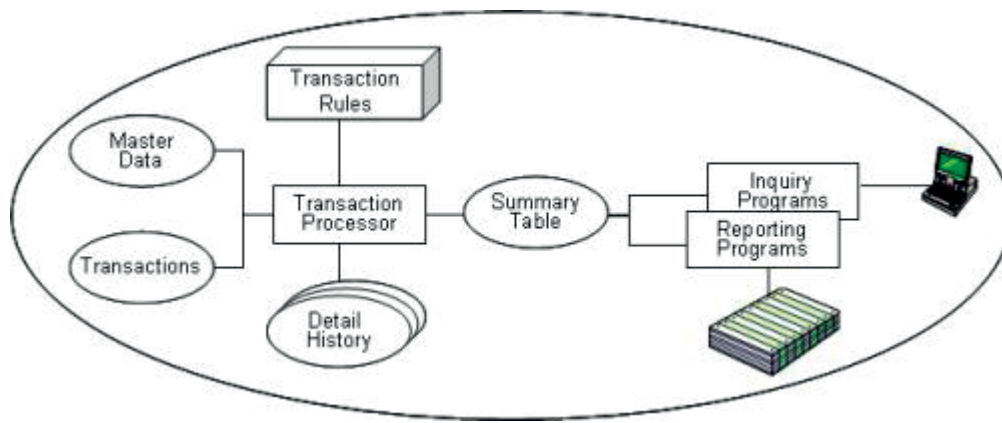 Transaction
Rules
Master
Data
Transaction
Processor
Transactions
Detail
History
Summary
Table
Inquiry
Programs
Reporting
Programs